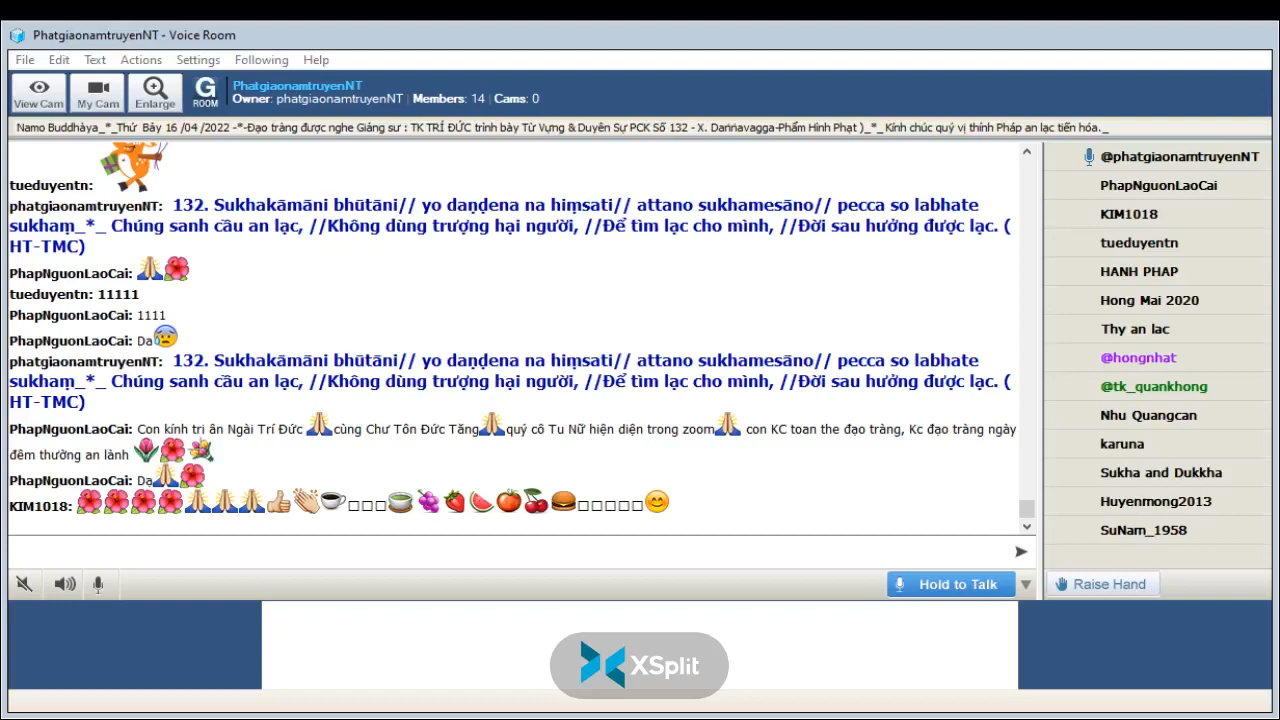 PhatgiaonamtruyenNT - Voice Room
File Edit Text Actions Settings Following Help
View Cam My Cam Enlarge G ROOM
PhatgiaonamtruyenNT
Owner: phatgiaonamtruyenNT | Members: 14 | Cams: 0
Namo Buddhàya_*_Thứ Bảy 16 /04 /2022 -*-Đạo tràng được nghe Giảng sư : TK TRÍ ĐỨC trình bày Từ Vựng & Duyên Sự PCK Số 132 - X. Daṇṇavagga-Phẩm Hình Phạt )_*_ Kính chúc quý vị thính Pháp an lạc tiến hóa._
tueduyentn:
phatgiaonamtruyenNT: 132. Sukhakāmāni bhūtāni// yo daṇḍena na hiṃsati// attano sukhamesāno// pecca so labhate
sukhaṃ_*_ Chúng sanh cầu an lạc, //Không dùng trượng hại người, //Để tìm lạc cho mình, //Đời sau hưởng được lạc. (
HT-TMC)
PhapNguonLaoCai: 🙏🌺
tueduyentn: 11111
PhapNguonLaoCai: 1111
PhapNguonLaoCai: Da😰
phatgiaonamtruyenNT: 132. Sukhakāmāni bhūtāni// yo daṇḍena na hiṃsati// attano sukhamesāno// pecca so labhate
sukhaṃ_*_ Chúng sanh cầu an lạc, //Không dùng trượng hại người, //Để tìm lạc cho mình, //Đời sau hưởng được lạc. (
HT-TMC)
PhapNguonLaoCai: Con kính tri ân Ngài Trí Đức 🙏cùng Chư Tôn Đức Tăng🙏quý cô Tu Nữ hiện diện trong zoom🙏 con KC toan the đạo tràng, Kc đạo tràng ngày
đêm thường an lành 🌷🌺💐
PhapNguonLaoCai: Dạ🙏🌺
KIM1018: 🌺🌺🌺🌺🙏🙏🙏👍👏☕□□□🍵🍇🍓🍉🍅🍒🍔□□□□□😊
@phatgiaonamtruyenNT
PhapNguonLaoCai
KIM1018
tueduyentn
HANH PHAP
Hong Mai 2020
Thy an lac
@hongnhat
@tk_quankhong
Nhu Quangcan
karuna
Sukha and Dukkha
Huyenmong2013
SuNam_1958
Hold to Talk
Raise Hand
XSplit